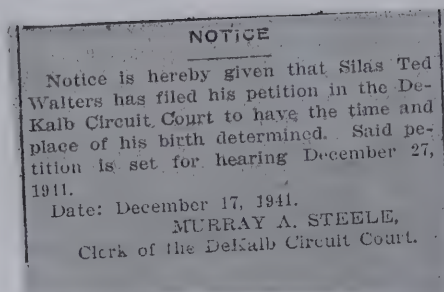 NOTICE
Notice is hereby given that Silas Ted
Walters has filed his petition in the De-
Kalb Circuit Court to have the time and
place of his birth determined. Said pe-
tition is set for hearing December 27,
1941.
Date: December 17, 1941.
MURRAY A. STEELE,
Clerk of the DeKalb Circuit Court.